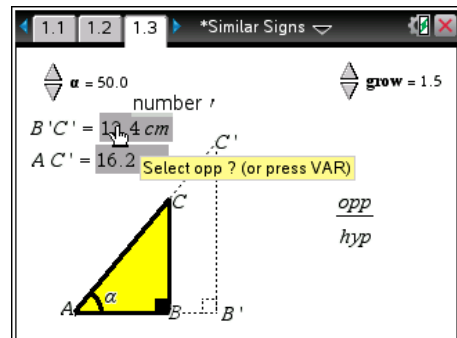 1.1 1.2 1.3 *Similar Signs
α = 50.0
grow = 1.5
number
B'C' = 12.4 cm
A C' = 16.2
Select opp ? (or press VAR)
C'
C
opp
hyp
A α B B'